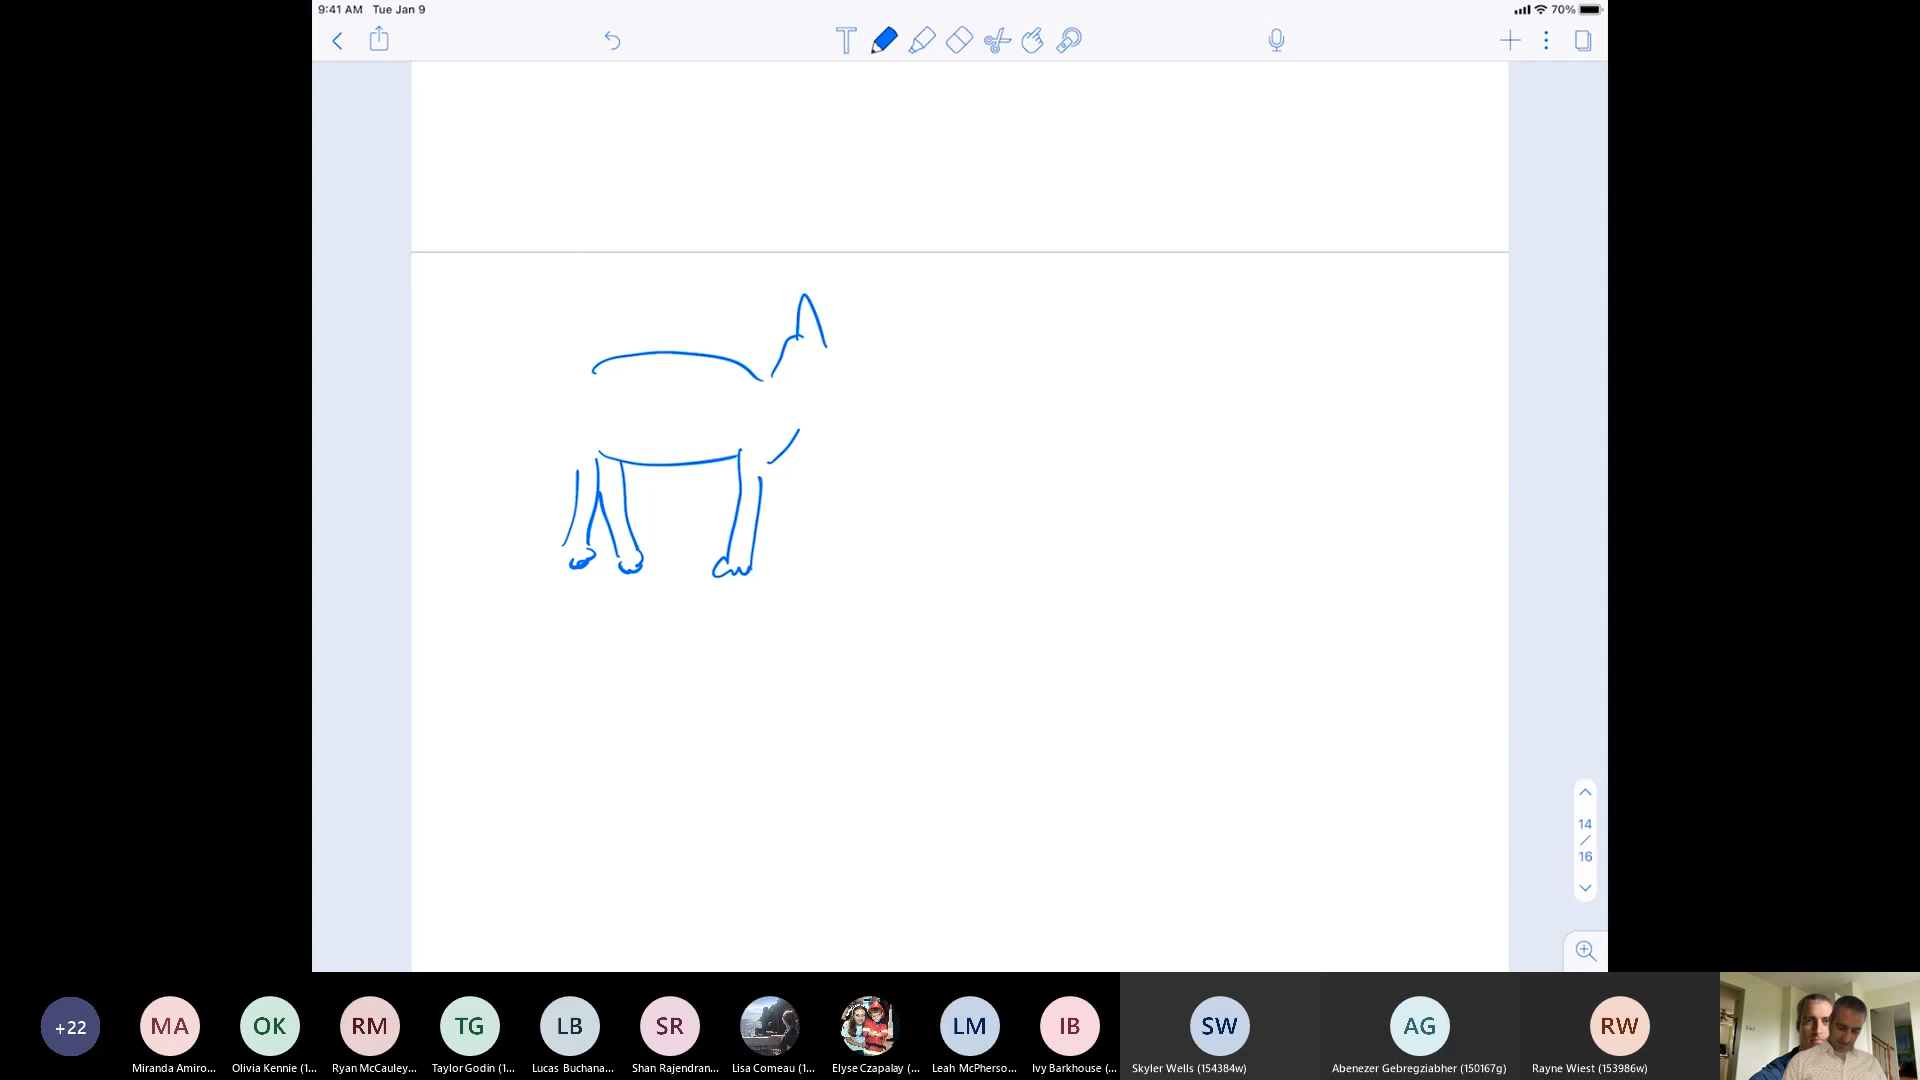 9:41 AM Tue Jan 9
70%
T
14
/
16
+22
MA
OK
RM
TG
LB
SR
LM
IB
SW
AG
RW
Miranda Amiro...
Olivia Kennie (1...
Ryan McCauley...
Taylor Godin (1...
Lucas Buchana...
Shan Rajendran...
Lisa Comeau (1...
Elyse Czapalay (...
Leah McPherso...
Ivy Barkhouse (...
Skyler Wells (154384w)
Abenezer Gebregziabher (150167g)
Rayne Wiest (153986w)